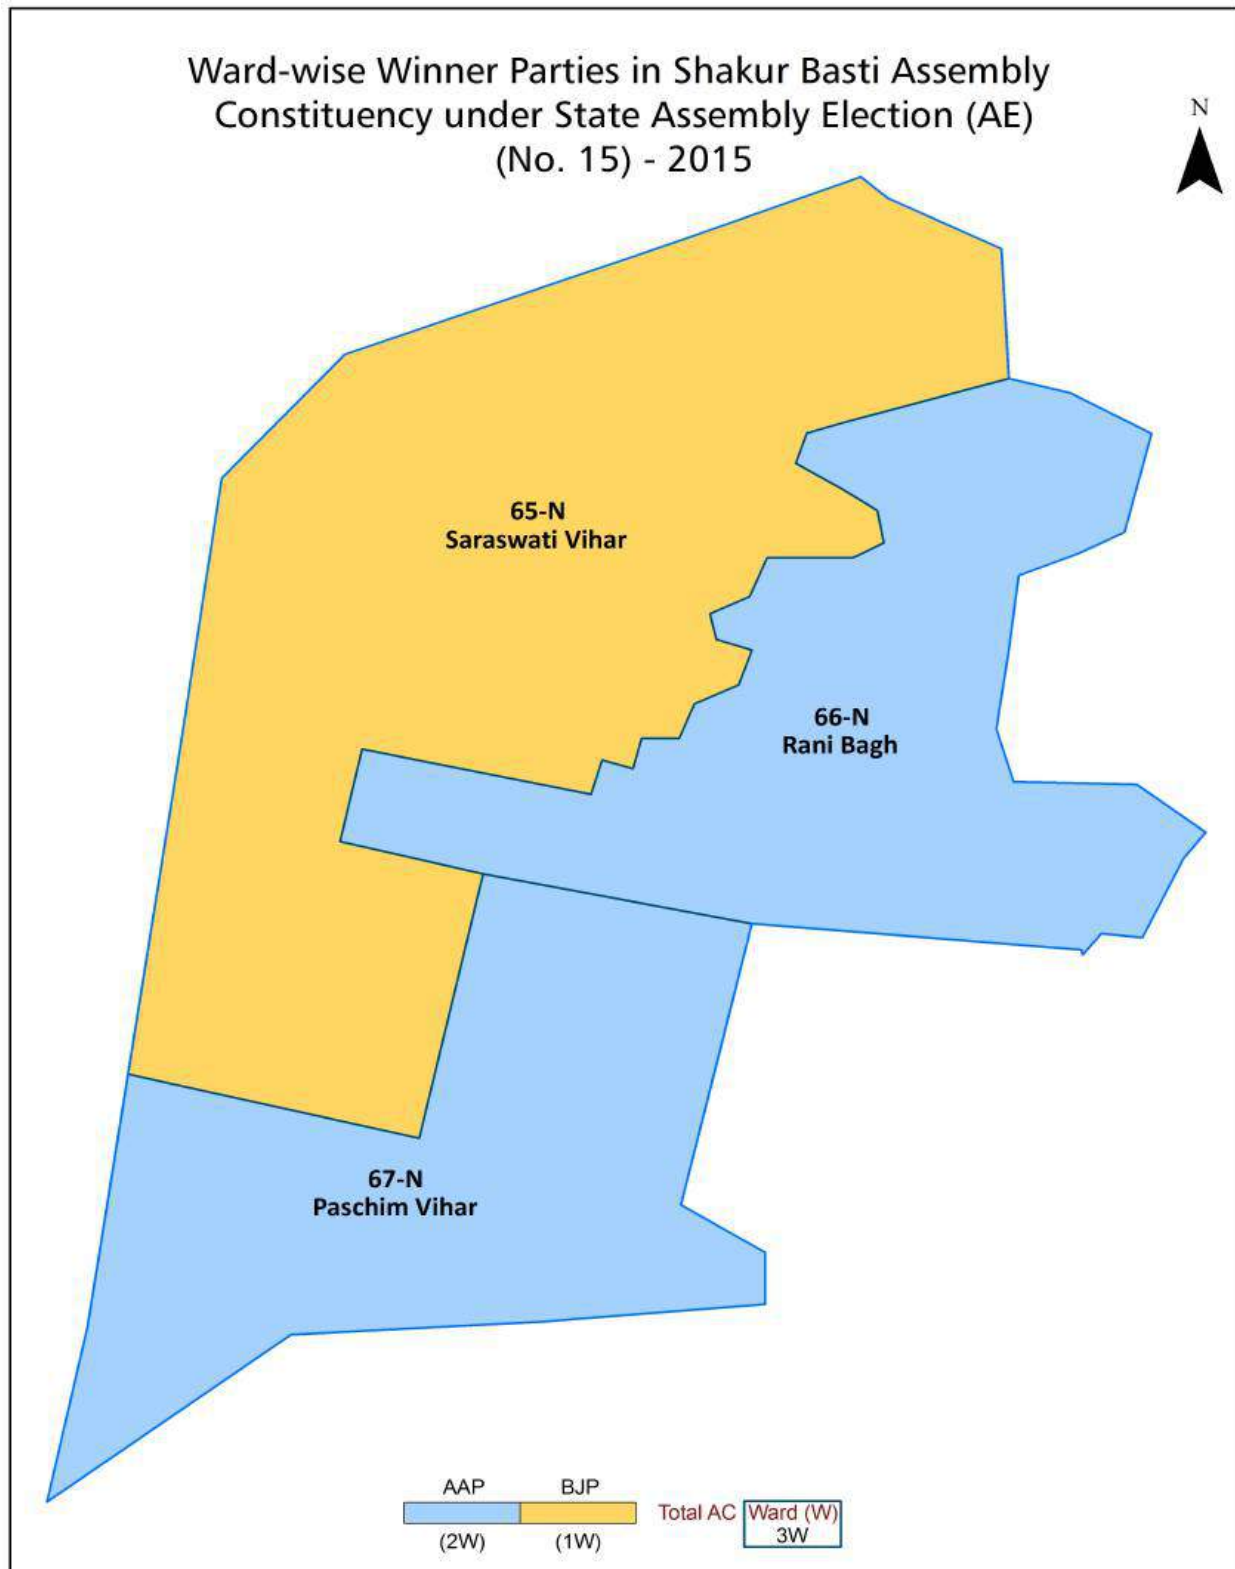 Ward-wise Winner Parties in Shakur Basti Assembly
Constituency under State Assembly Election (AE)
(No. 15) - 2015
N
65-N
Saraswati Vihar
66-N
Rani Bagh
67-N
Paschim Vihar
AAP BJP
Total AC Ward (W)
(2W) (1W) 3W